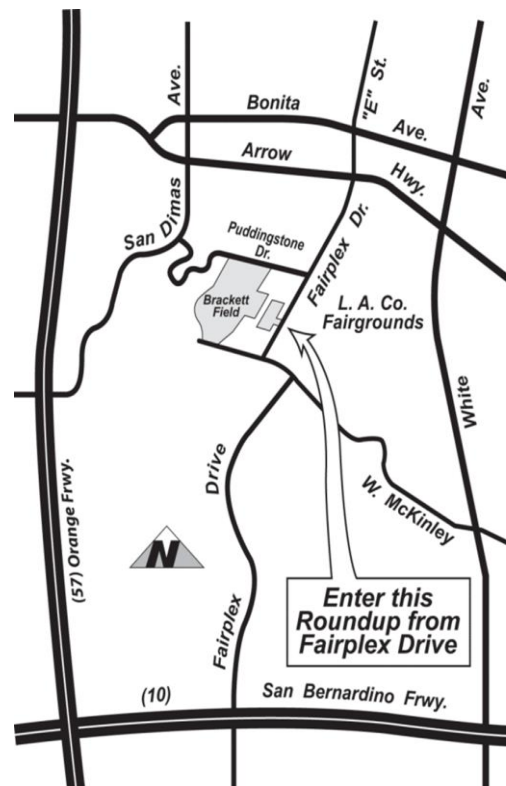 Ave.
"E" St.
Ave.
Bonita
Ave.
Arrow
Hwy.
San Dimas
Puddingstone
Dr.
Fairplex Dr.
Brackett
Field
L. A. Co.
Fairgrounds
White
Drive
W. McKinley
(57) Orange Frwy.
N
Enter this
Roundup from
Fairplex Drive
Fairplex
(10)
San Bernardino Frwy.